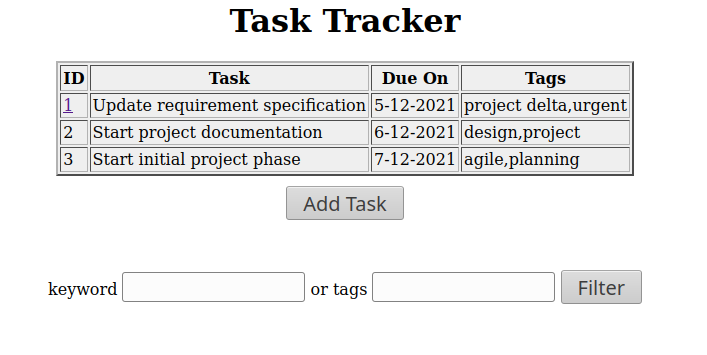 Task Tracker
ID Task Due On Tags
1 Update requirement specification 5-12-2021 project delta,urgent
2 Start project documentation 6-12-2021 design,project
3 Start initial project phase 7-12-2021 agile,planning
Add Task
keyword or tags Filter